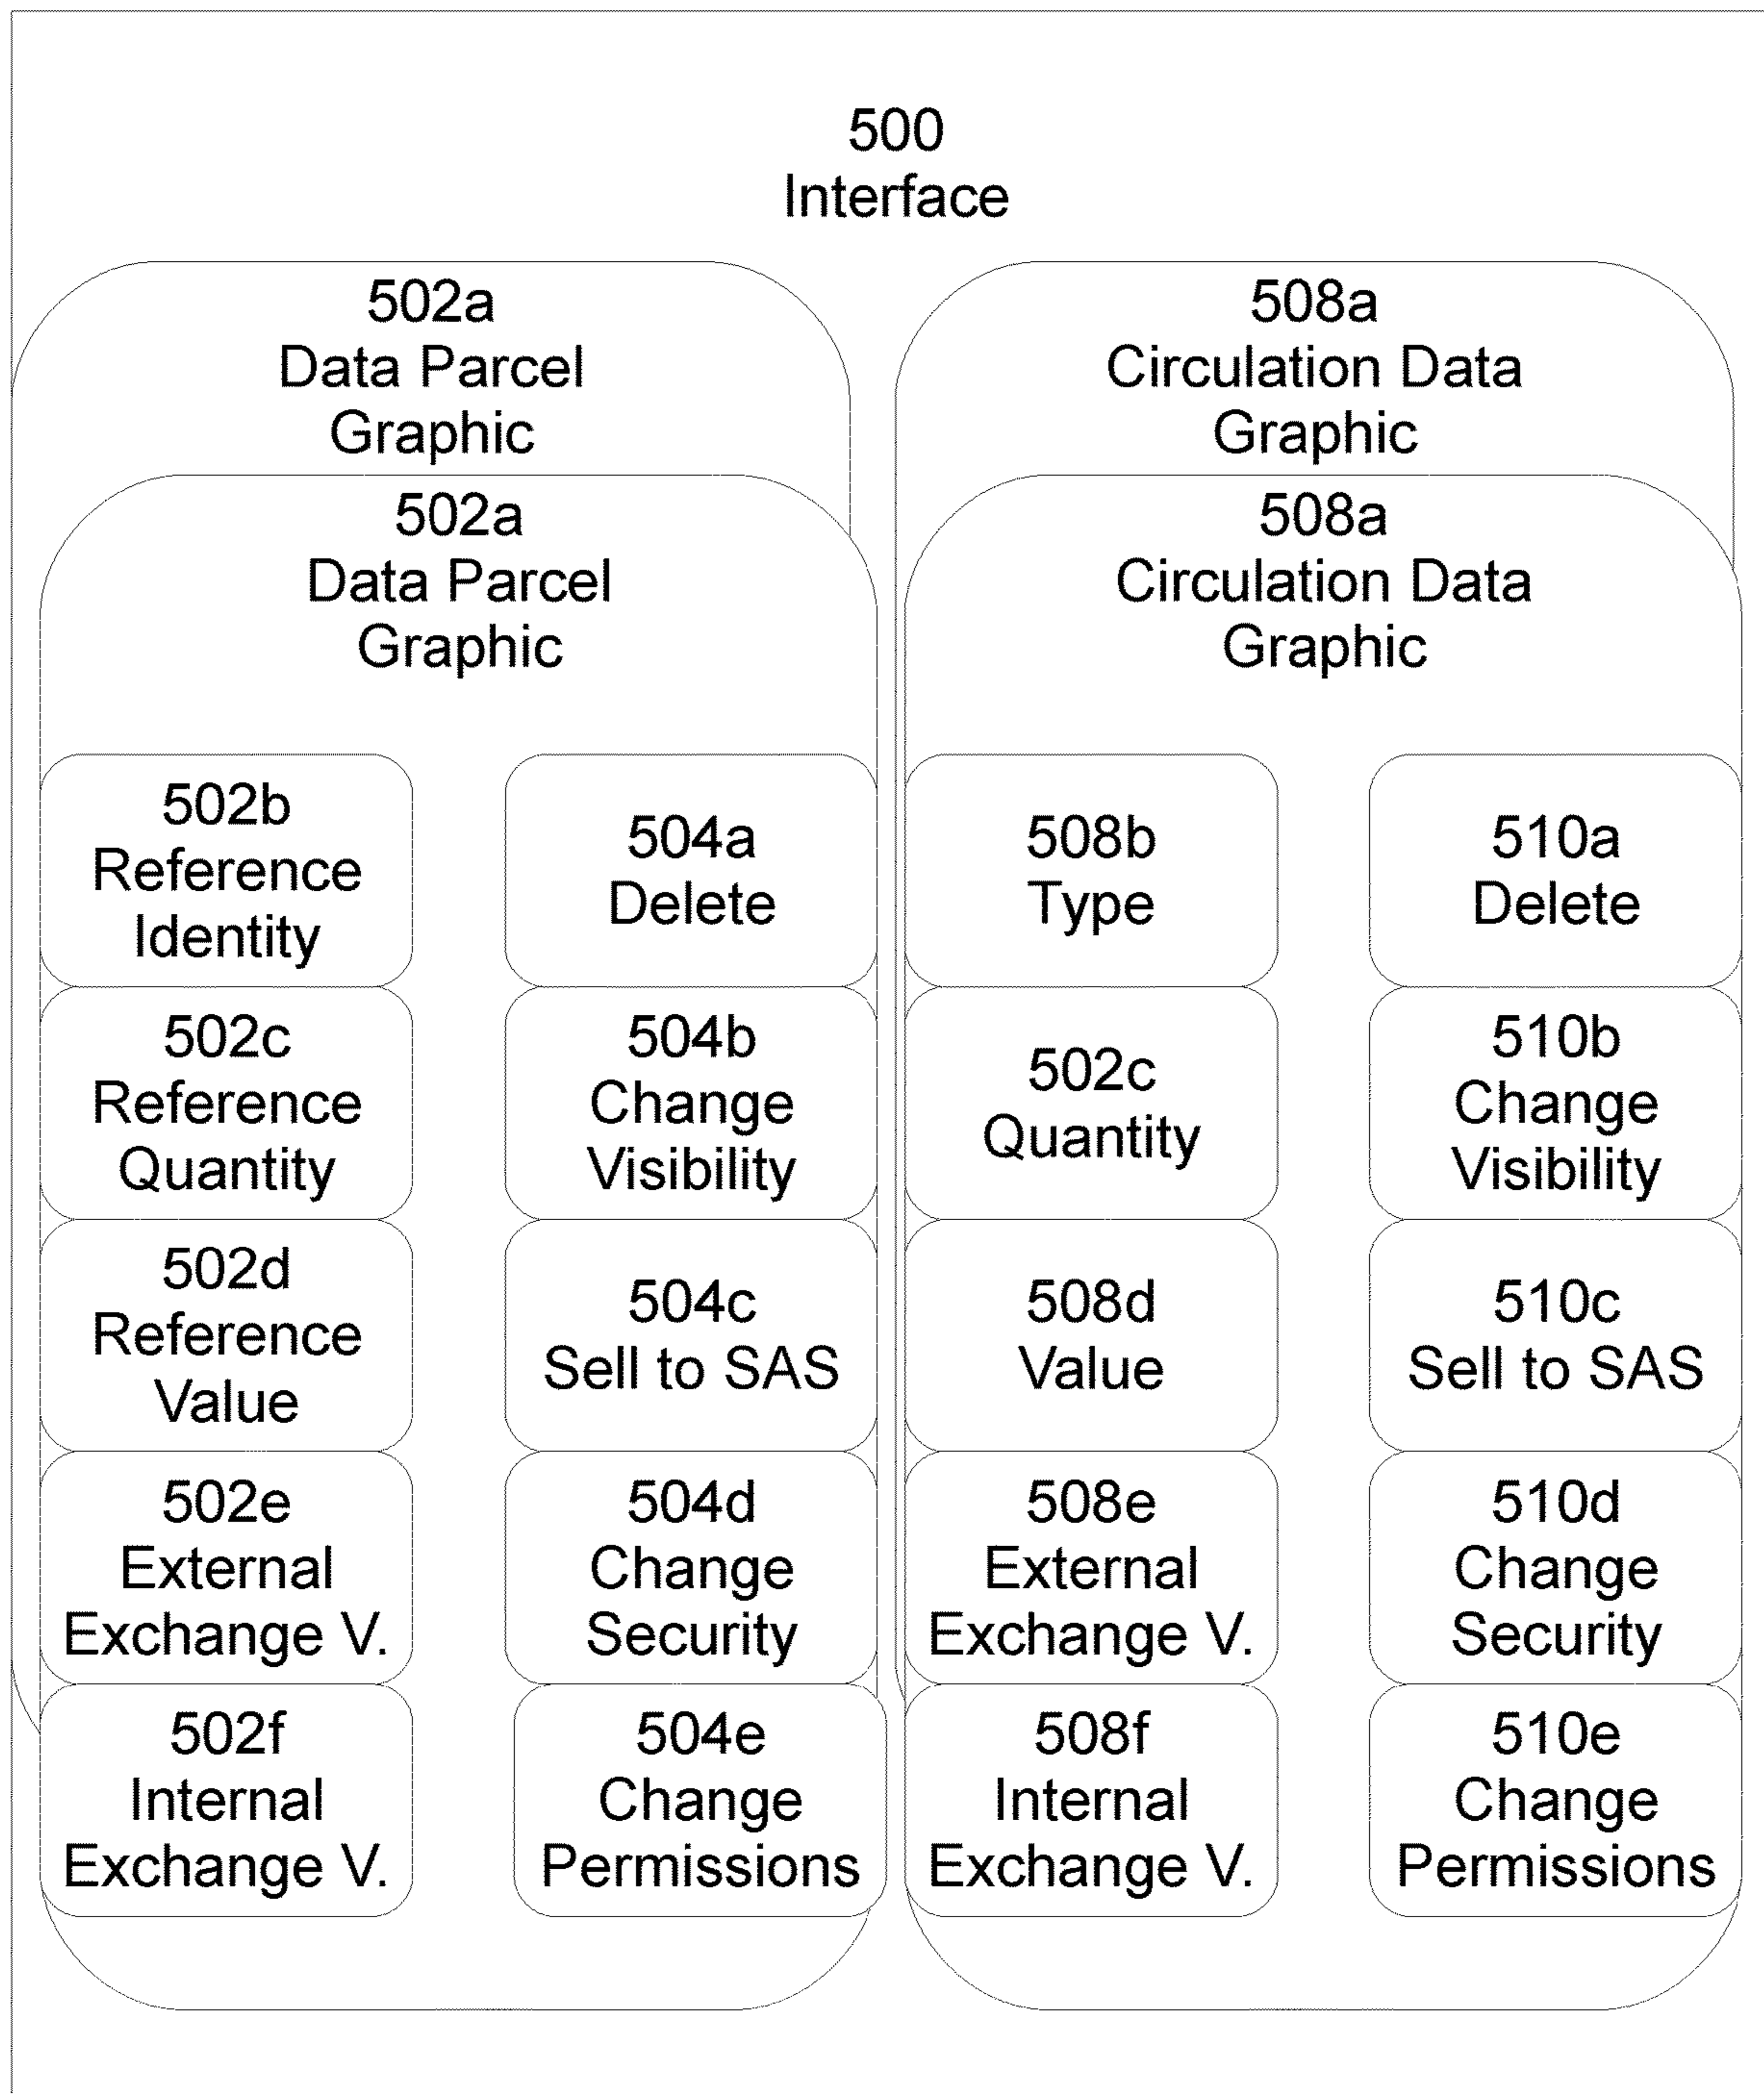 500
Interface
502a
Data Parcel
Graphic
508a
Circulation Data
Graphic
502a
Data Parcel
Graphic
508a
Circulation Data
Graphic
502b
Reference
Identity
504a
Delete
508b
Type
510a
Delete
502c
Reference
Quantity
504b
Change
Visibility
502c
Quantity
510b
Change
Visibility
502d
Reference
Value
504c
Sell to SAS
508d
Value
510c
Sell to SAS
502e
External
Exchange V.
504d
Change
Security
508e
External
Exchange V.
510d
Change
Security
502f
Internal
Exchange V.
504e
Change
Permissions
508f
Internal
Exchange V.
510e
Change
Permissions